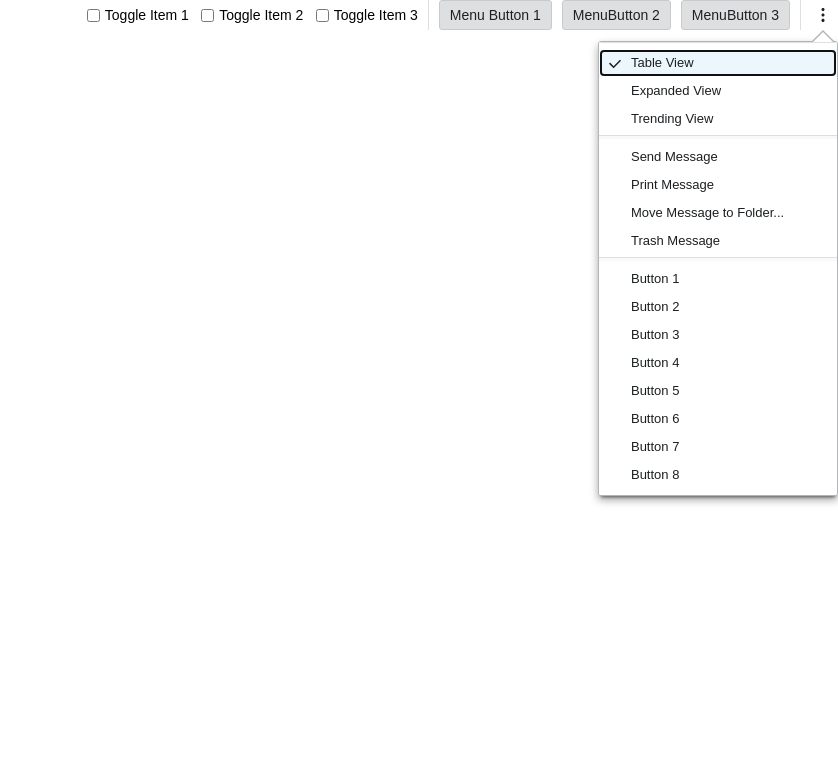 Toggle Item 1 Toggle Item 2 Toggle Item 3 Menu Button 1 MenuButton 2 MenuButton 3
Table View
Expanded View
Trending View
Send Message
Print Message
Move Message to Folder...
Trash Message
Button 1
Button 2
Button 3
Button 4
Button 5
Button 6
Button 7
Button 8